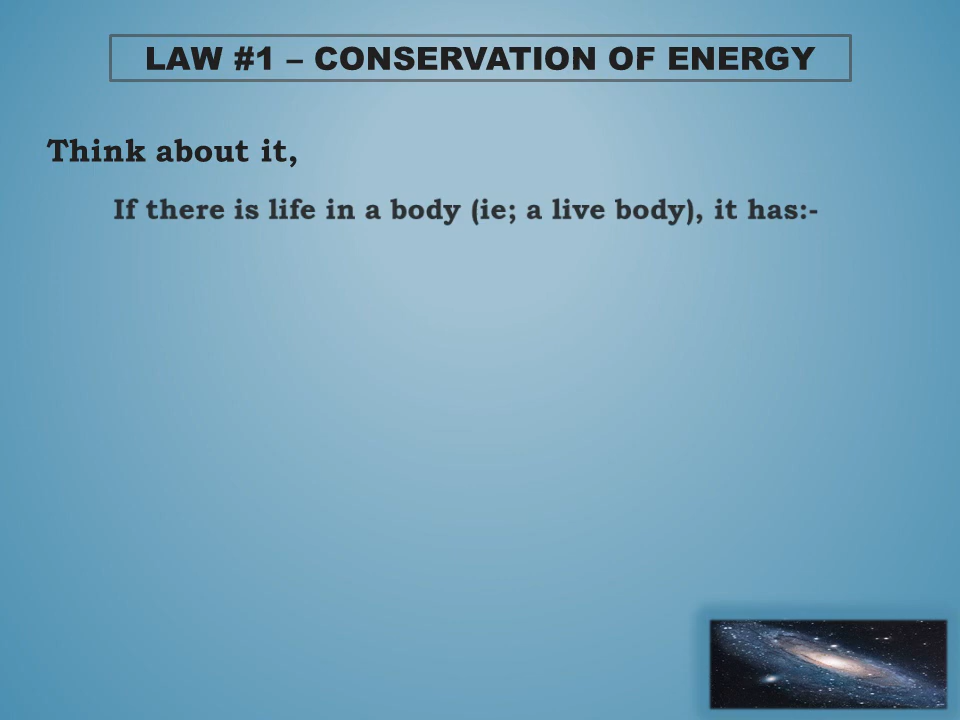 LAW #1 – CONSERVATION OF ENERGY
Think about it,
If there is life in a body (ie; a live body), it has:-